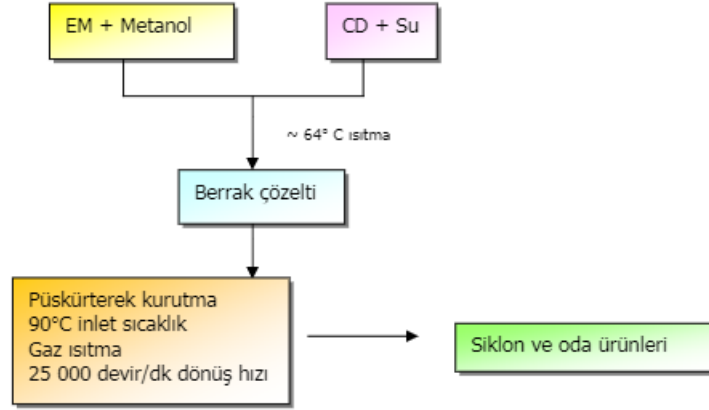 EM + Metanol
CD + Su
~ 64° C ısıtma
Berrak çözelti
Püskürterek kurutma
90°C inlet sıcaklık
Gaz ısıtma
25 000 devir/dk dönüş hızı
Siklon ve oda ürünleri